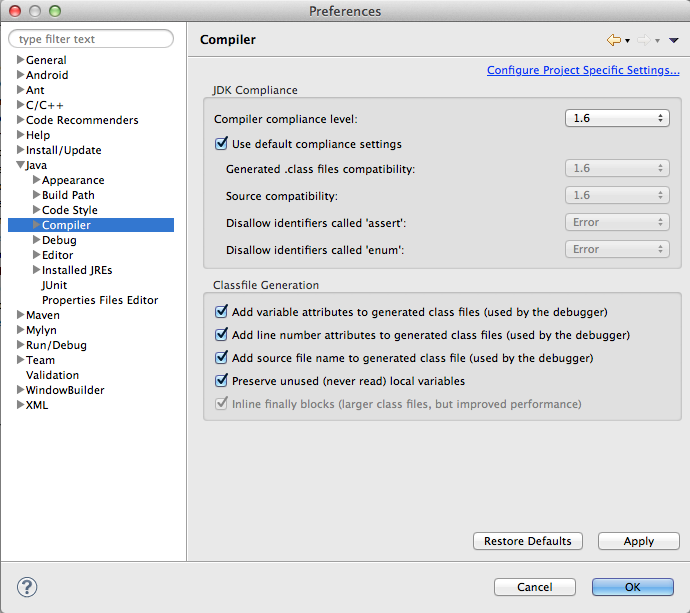 Preferences
type filter text
General
Android
Ant
C/C++
Code Recommenders
Help
Install/Update
Java
Appearance
Build Path
Code Style
Compiler
Debug
Editor
Installed JREs
JUnit
Properties Files Editor
Maven
Mylyn
Run/Debug
Team
Validation
WindowBuilder
XML
Compiler
Configure Project Specific Settings...
JDK Compliance
Compiler compliance level: 1.6
Use default compliance settings
Generated .class files compatibility: 1.6
Source compatibility: 1.6
Disallow identifiers called 'assert': Error
Disallow identifiers called 'enum': Error
Classfile Generation
Add variable attributes to generated class files (used by the debugger)
Add line number attributes to generated class files (used by the debugger)
Add source file name to generated class file (used by the debugger)
Preserve unused (never read) local variables
Inline finally blocks (larger class files, but improved performance)
Restore Defaults Apply
? Cancel OK